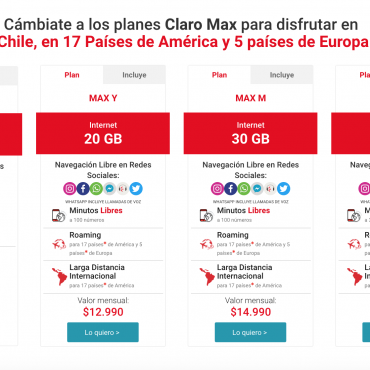 Cámbiate a los planes Claro Max para disfrutar en
Chile, en 17 Países de América y 5 países de Europa
Plan
Incluye
MAX Y
Internet
20 GB
Navegación Libre en Redes
Sociales:
WHATSAPP INCLUYE LLAMADAS DE VOZ
Minutos Libres
a 100 números
Roaming
para 17 países* de América y 5
países* de Europa
Larga Distancia
Internacional
para 17 países* de América
Valor mensual:
$12.990
Lo quiero >
Plan
Incluye
MAX M
Internet
30 GB
Navegación Libre en Redes
Sociales:
WHATSAPP INCLUYE LLAMADAS DE VOZ
Minutos Libres
a 100 números
Roaming
para 17 países* de América y 5
países* de Europa
Larga Distancia
Internacional
para 17 países* de América
Valor mensual:
$14.990
Lo quiero >